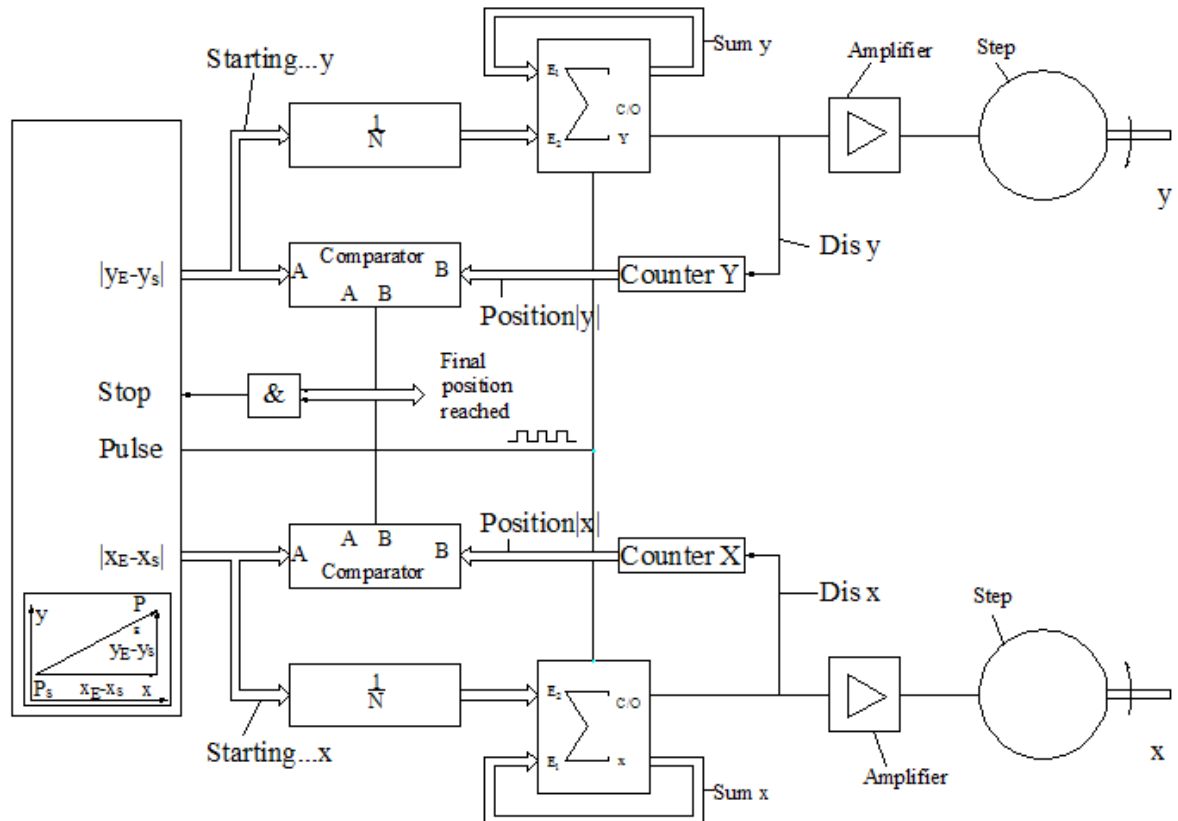 Sum y
Amplifier
Step
Starting...y
E₁
C/O
1
N
E₂
Y
y
Dis y
|yE-yS|
A
Comparator
B
A B
Counter Y
Position|y|
Stop
&
Final
position
reached
Pulse
Position|x|
|xE-xS|
A
A B
B
Comparator
Counter X
Dis x
Step
y
P
E
yE-yS
PS
xE-xS
x
1
N
E₂
C/O
E₁
x
Starting...x
Sum x
Amplifier
x